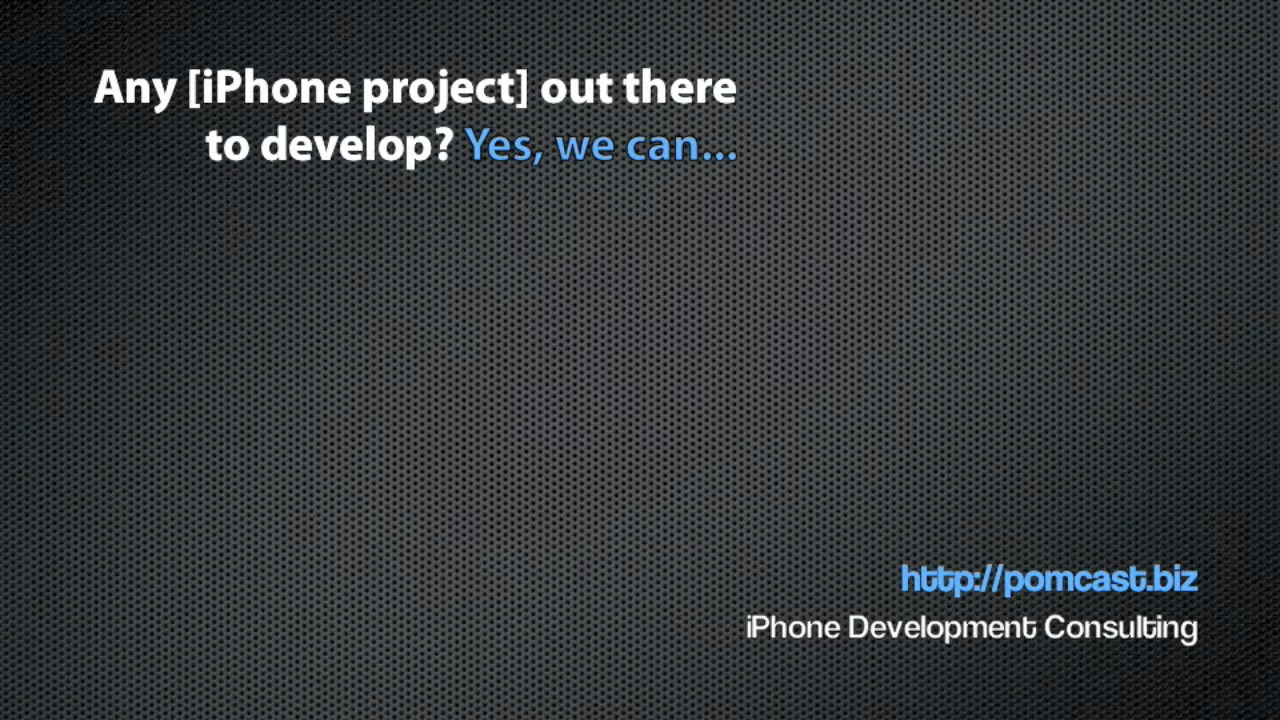 Any [iPhone project] out there
to develop? Yes, we can...
http://pomcast.biz
iPhone Development Consulting